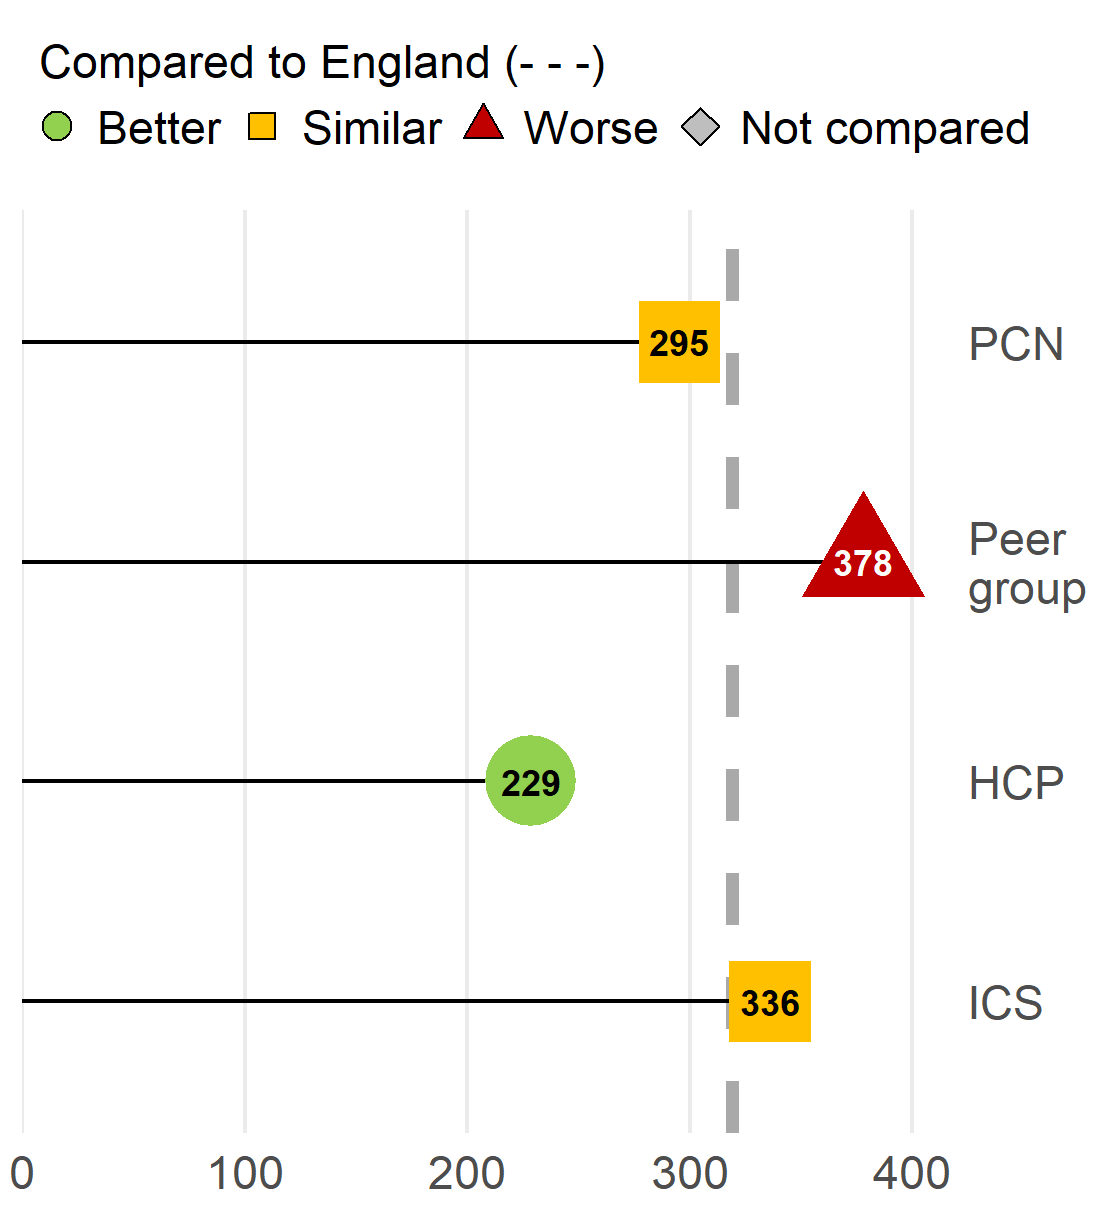 Compared to England (- - -)
Better Similar Worse Not compared
295 PCN
378 Peer
group
229 HCP
336 ICS
0 100 200 300 400